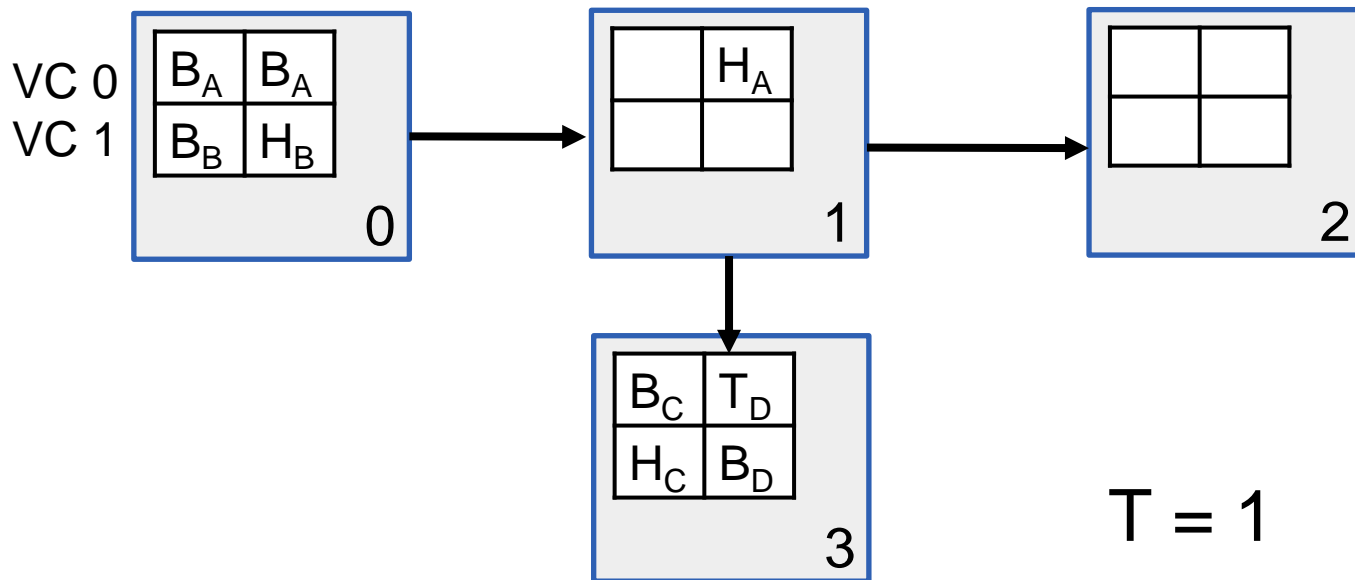 VC 0
VC 1
B_A B_A
B_B H_B
0
H_A
1
2
B_C T_D
H_C B_D
3
T = 1